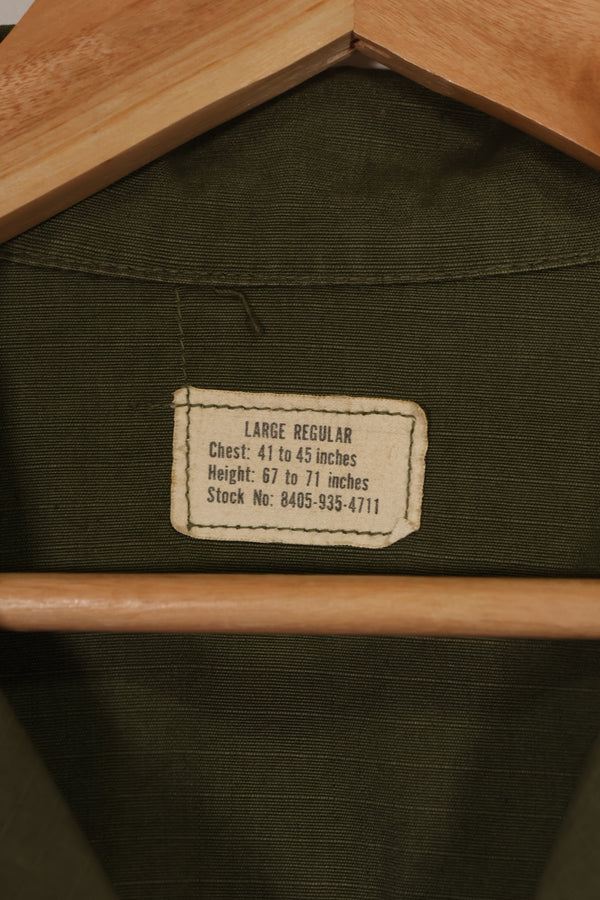 LARGE REGULAR
Chest: 41 to 45 inches
Height: 67 to 71 inches
Stock No: 8405-935-4711